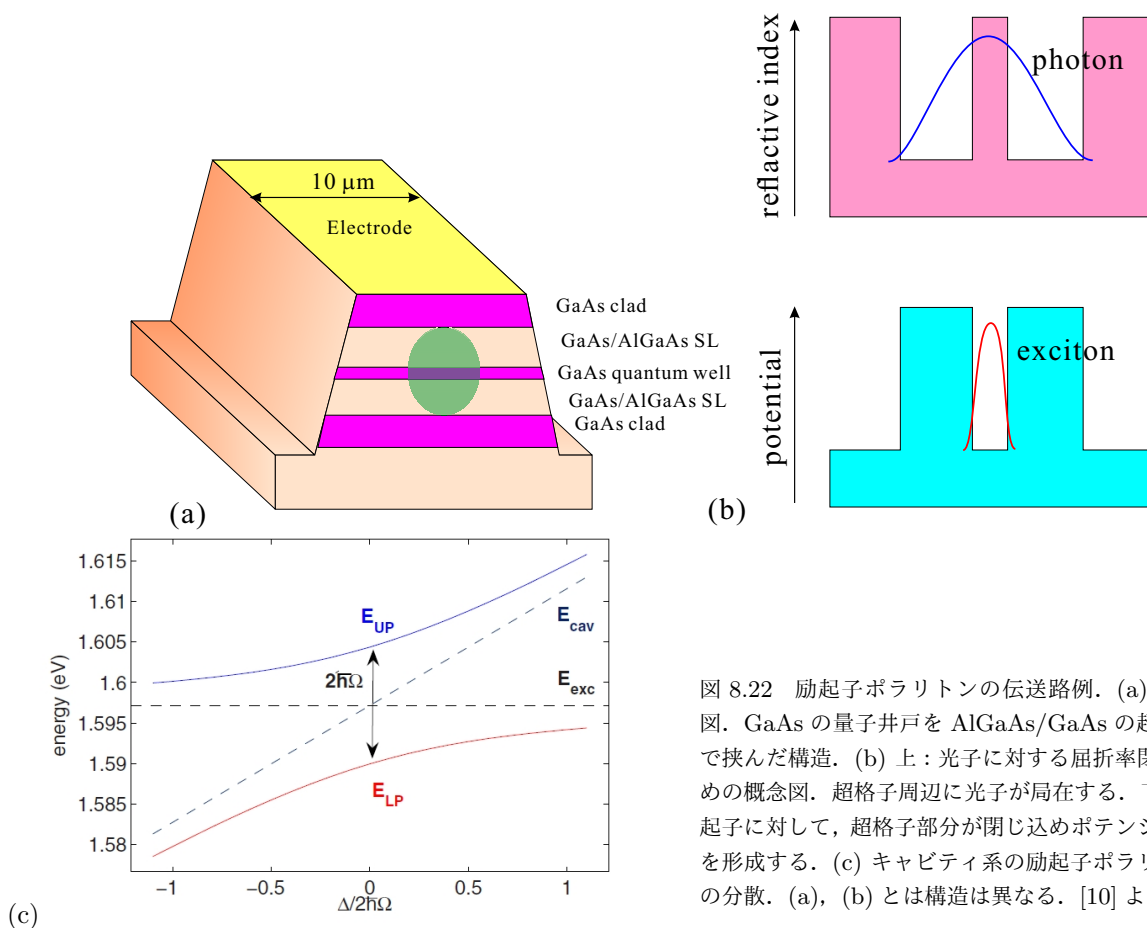 10 μm
Electrode
GaAs clad
GaAs/AlGaAs SL
GaAs quantum well
GaAs/AlGaAs SL
GaAs clad
(a)
refractive index
photon
potential
exciton
(b)
1.615
1.61
1.605
1.6
1.595
1.59
1.585
1.58
energy (eV)
E_UP
E_cav
2ħΩ
E_exc
E_LP
−1
−0.5
0
0.5
1
Δ/2ħΩ
(c)
図 8.22 励起子ポラリトンの伝送路例．(a)
図．GaAs の量子井戸を AlGaAs/GaAs の超
で挟んだ構造．(b) 上：光子に対する屈折率閉
めの概念図．超格子周辺に光子が局在する．
起子に対して，超格子部分が閉じ込めポテンシ
を形成する．(c) キャビティ系の励起子ポラリ
の分散．(a)，(b) とは構造は異なる．[10] よ